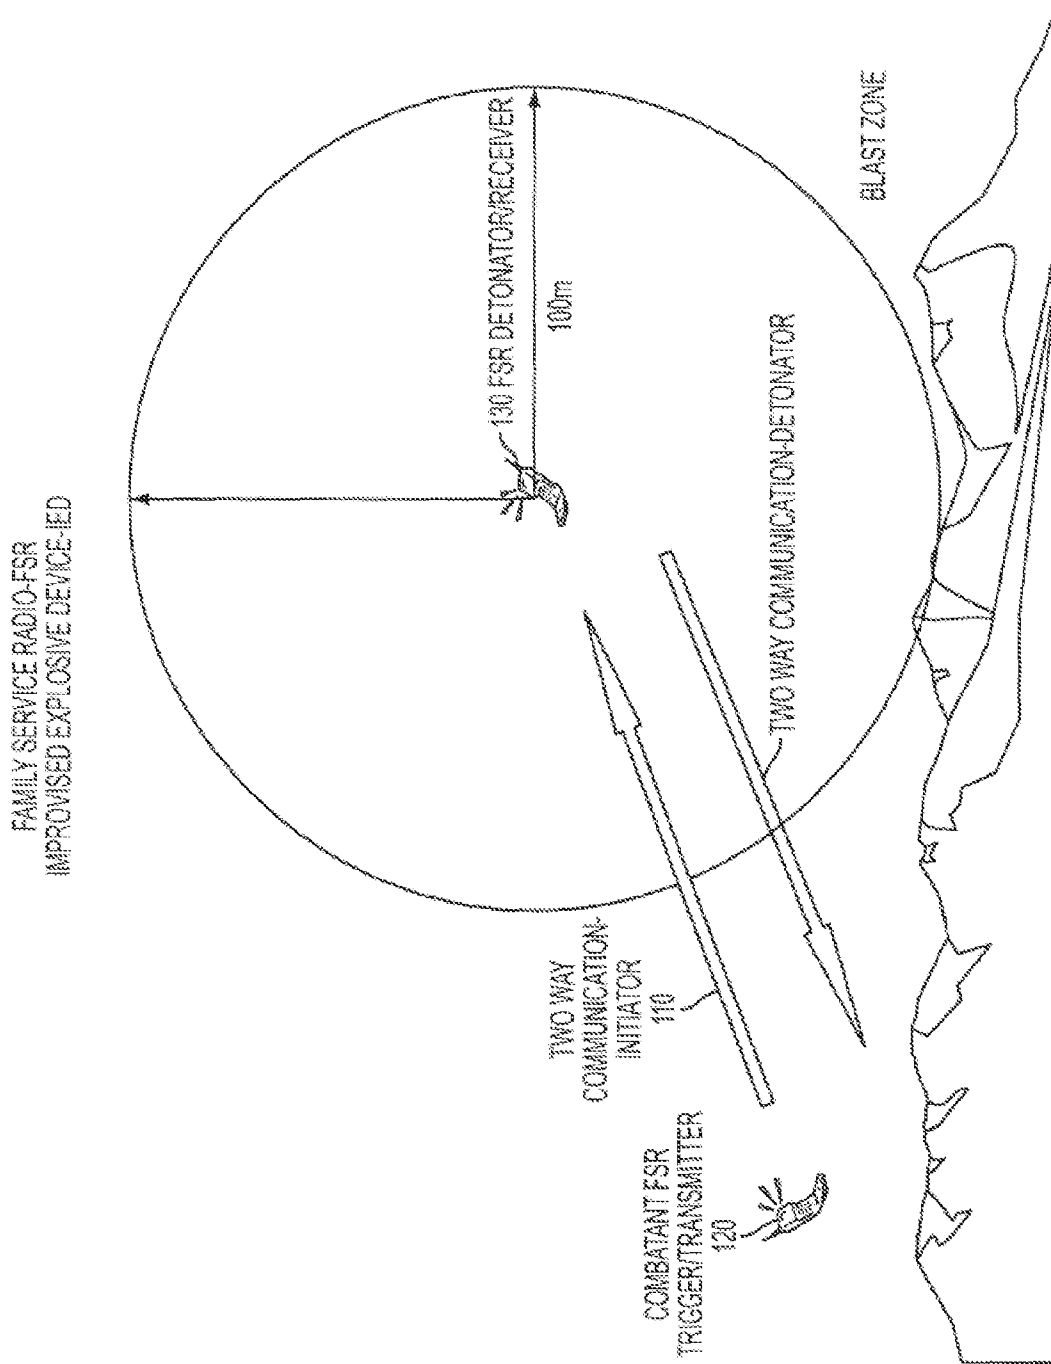 FAMILY SERVICE RADIO-FSR
IMPROVISED EXPLOSIVE DEVICE-IED
COMBATANT FSR
TRIGGER/TRANSMITTER
120
TWO WAY
COMMUNICATION-
INITIATOR
110
130 FSR DETONATOR/RECEIVER
100m
TWO WAY COMMUNICATION-DETONATOR
BLAST ZONE